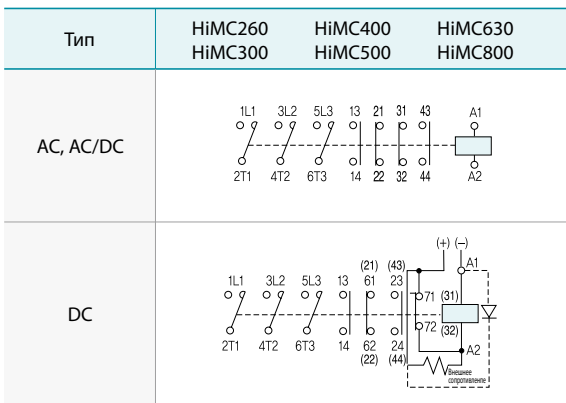 Тип
HiMC260 HiMC400 HiMC630
HiMC300 HiMC500 HiMC800
AC, AC/DC
1L1 3L2 5L3 13 21 31 43 A1
2T1 4T2 6T3 14 22 32 44 A2
DC
(+) (–)
(21) (43) A1
1L1 3L2 5L3 13 61 23
71 (31)
72 (32)
2T1 4T2 6T3 14 62 24 A2
(22) (44)
Внешнее
сопротивленте